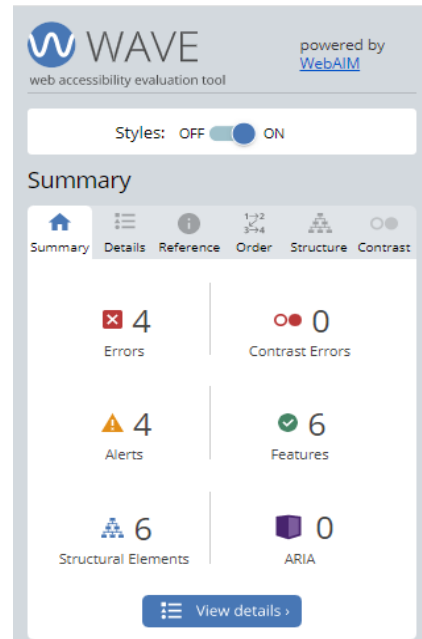 WAVE
web accessibility evaluation tool
powered by
WebAIM
Styles: OFF ON
Summary
Summary Details Reference Order Structure Contrast
4
Errors
0
Contrast Errors
4
Alerts
6
Features
6
Structural Elements
0
ARIA
View details ›